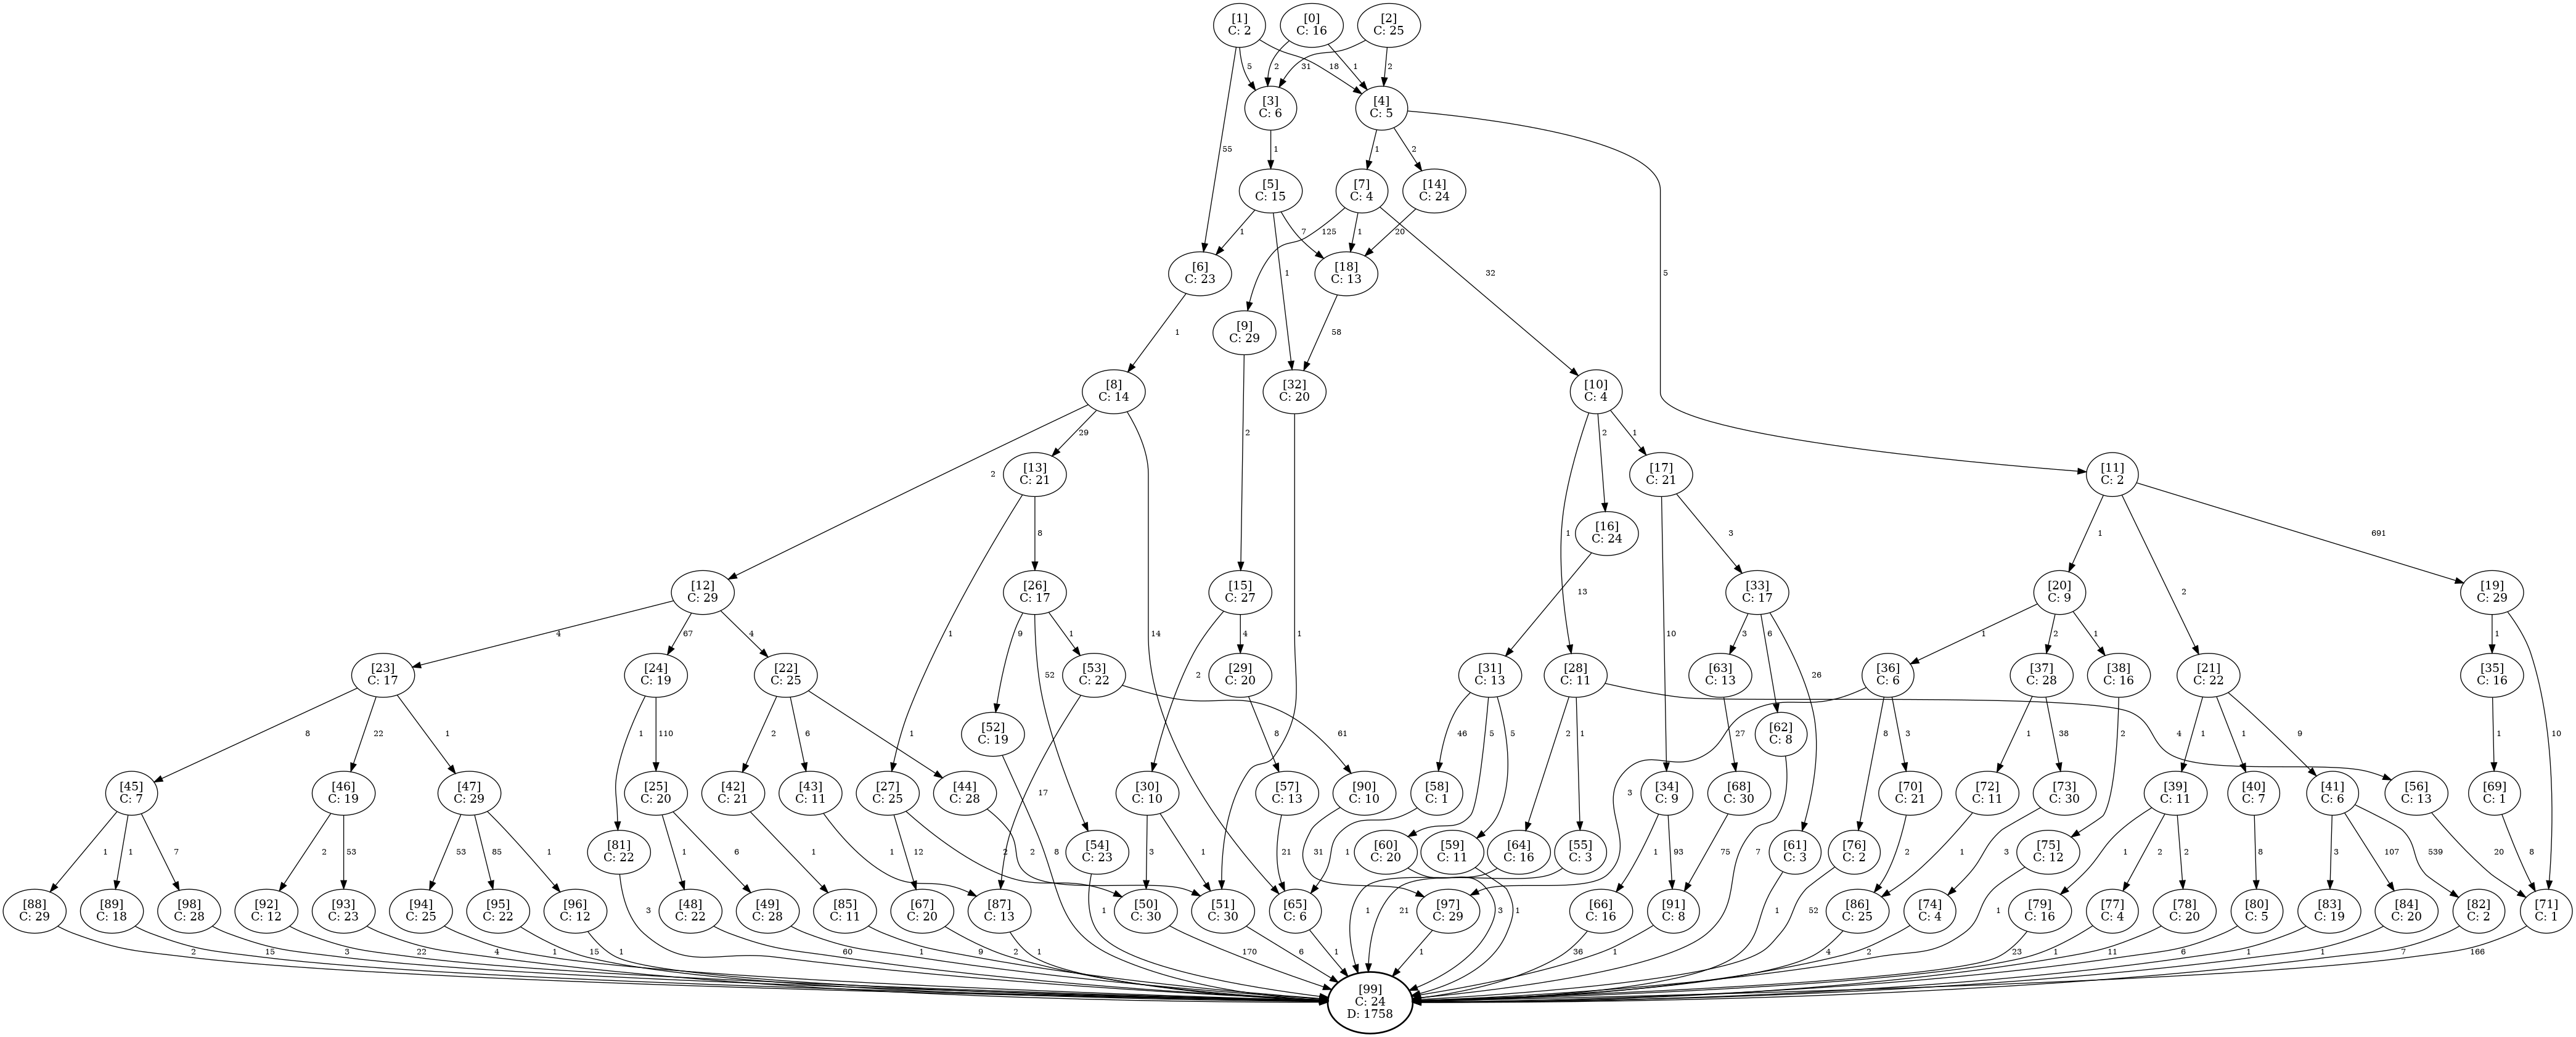 [1]
C: 2
[0]
C: 16
[2]
C: 25
5
2
31
18
1
2
[3]
C: 6
[4]
C: 5
55
1
1
2
5
[5]
C: 15
[7]
C: 4
[14]
C: 24
1
1
7
125
1
20
32
[6]
C: 23
[18]
C: 13
1
58
[9]
C: 29
2
[8]
C: 14
[32]
C: 20
[10]
C: 4
2
29
14
1
1
2
1
[13]
C: 21
[17]
C: 21
[11]
C: 2
1
8
10
3
1
2
691
[16]
C: 24
13
[12]
C: 29
[26]
C: 17
[15]
C: 27
[33]
C: 17
[20]
C: 9
[19]
C: 29
4
67
4
9
52
1
2
4
3
6
26
1
2
1
1
10
[23]
C: 17
[24]
C: 19
[22]
C: 25
[53]
C: 22
[29]
C: 20
[31]
C: 13
[28]
C: 11
[63]
C: 13
[36]
C: 6
[37]
C: 28
[38]
C: 16
[21]
C: 22
[35]
C: 16
[52]
C: 19
[62]
C: 8
8
22
1
1
110
2
6
1
17
61
8
46
5
5
2
1
4
27
3
8
3
1
38
2
1
1
9
1
[45]
C: 7
[46]
C: 19
[47]
C: 29
[25]
C: 20
[42]
C: 21
[43]
C: 11
[27]
C: 25
[44]
C: 28
[90]
C: 10
[30]
C: 10
[57]
C: 13
[58]
C: 1
[34]
C: 9
[68]
C: 30
[70]
C: 21
[72]
C: 11
[73]
C: 30
[39]
C: 11
[40]
C: 7
[41]
C: 6
[56]
C: 13
[69]
C: 1
[81]
C: 22
[54]
C: 23
[60]
C: 20
[59]
C: 11
[64]
C: 16
[55]
C: 3
[61]
C: 3
[76]
C: 2
[75]
C: 12
1
1
7
2
53
53
85
1
1
6
1
1
12
2
2
8
31
3
1
21
1
1
93
75
7
2
1
3
1
2
2
8
3
107
539
20
8
[88]
C: 29
[89]
C: 18
[98]
C: 28
[92]
C: 12
[93]
C: 23
[94]
C: 25
[95]
C: 22
[96]
C: 12
[48]
C: 22
[49]
C: 28
[85]
C: 11
[67]
C: 20
[87]
C: 13
[50]
C: 30
[51]
C: 30
[65]
C: 6
[97]
C: 29
[66]
C: 16
[91]
C: 8
[86]
C: 25
[74]
C: 4
[79]
C: 16
[77]
C: 4
[78]
C: 20
[80]
C: 5
[83]
C: 19
[84]
C: 20
[82]
C: 2
[71]
C: 1
2
15
3
22
4
1
15
1
3
60
1
9
2
1
1
170
6
1
1
21
1
3
1
36
1
1
52
4
2
1
23
1
11
6
1
1
7
166
[99]
C: 24
D: 1758